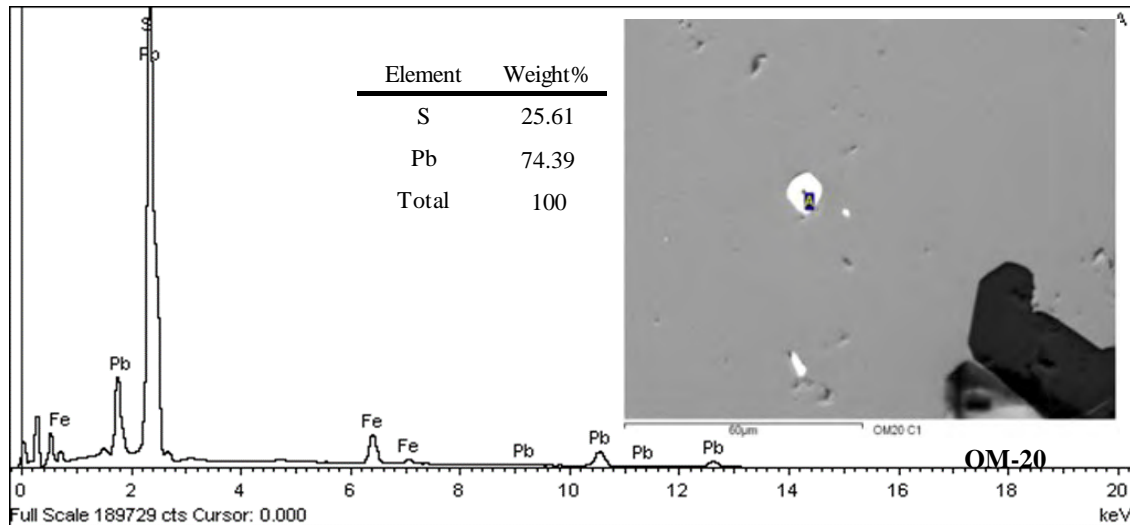 S
Pb
Element Weight%
S 25.61
Pb 74.39
Total 100
A
Pb
Fe
Fe
Fe
Pb
Pb
Pb
Pb
60µm
OM20 C1
OM-20
0 2 4 6 8 10 12 14 16 18 20
Full Scale 189729 cts Cursor: 0.000 keV